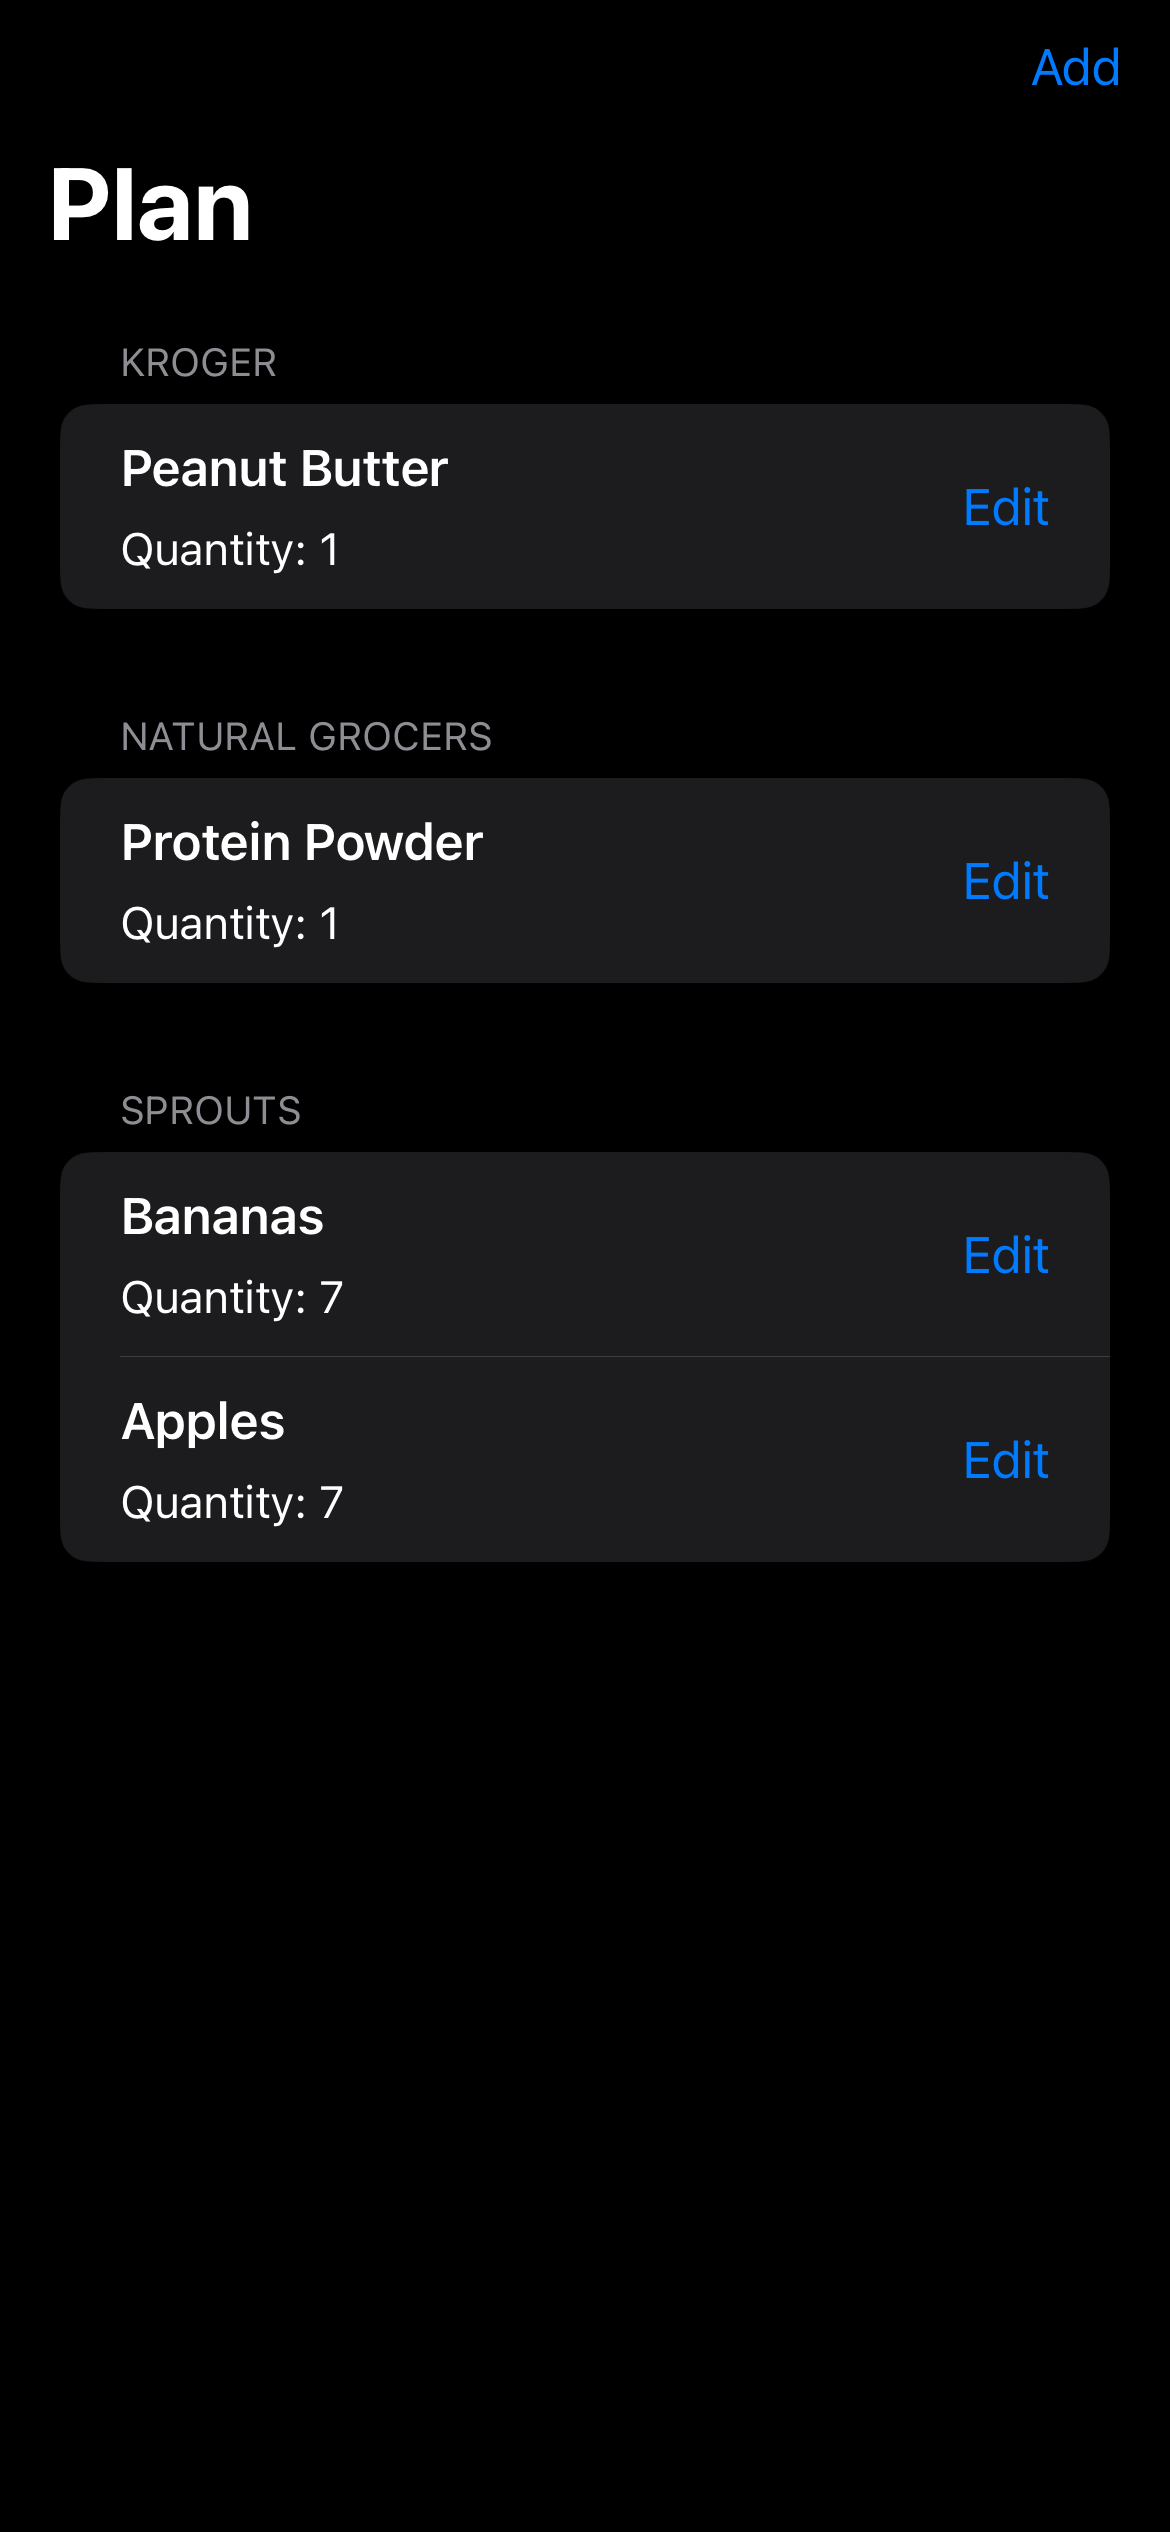 Add
Plan
KROGER
Peanut Butter
Edit
Quantity: 1
NATURAL GROCERS
Protein Powder
Edit
Quantity: 1
SPROUTS
Bananas
Edit
Quantity: 7
Apples
Edit
Quantity: 7